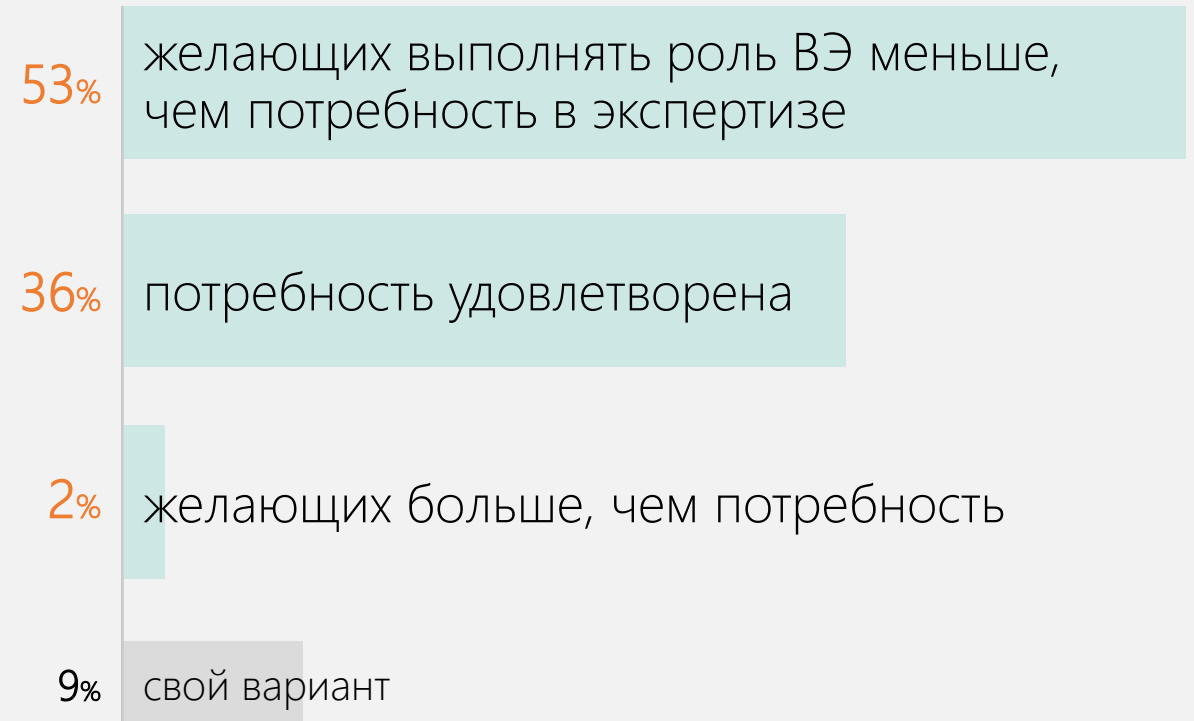 53% желающих выполнять роль ВЭ меньше,
чем потребность в экспертизе
36% потребность удовлетворена
2% желающих больше, чем потребность
9% свой вариант